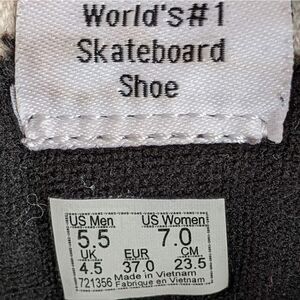 World's #1
Skateboard
Shoe
US Men US Women
5.5 7.0
UK EUR CM
4.5 37.0 23.5
Made in Vietnam
721356 Fabrique en Vietnam